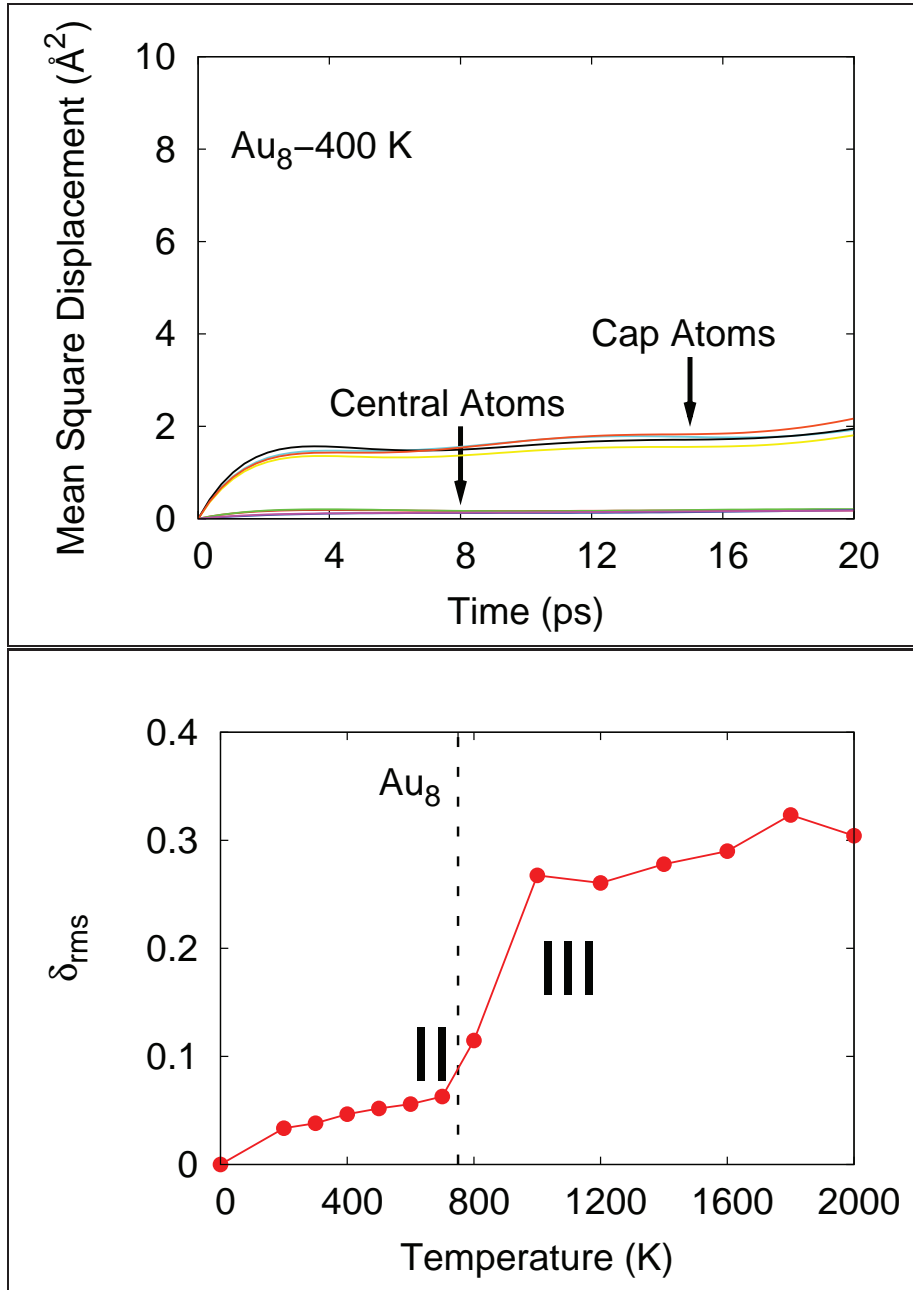 Mean Square Displacement (Å²)
10
8
6
4
2
0
Au₈−400 K
Cap Atoms
Central Atoms
0 4 8 12 16 20
Time (ps)
δrms
0.4
0.3
0.2
0.1
0
Au₈
III
II
0 400 800 1200 1600 2000
Temperature (K)